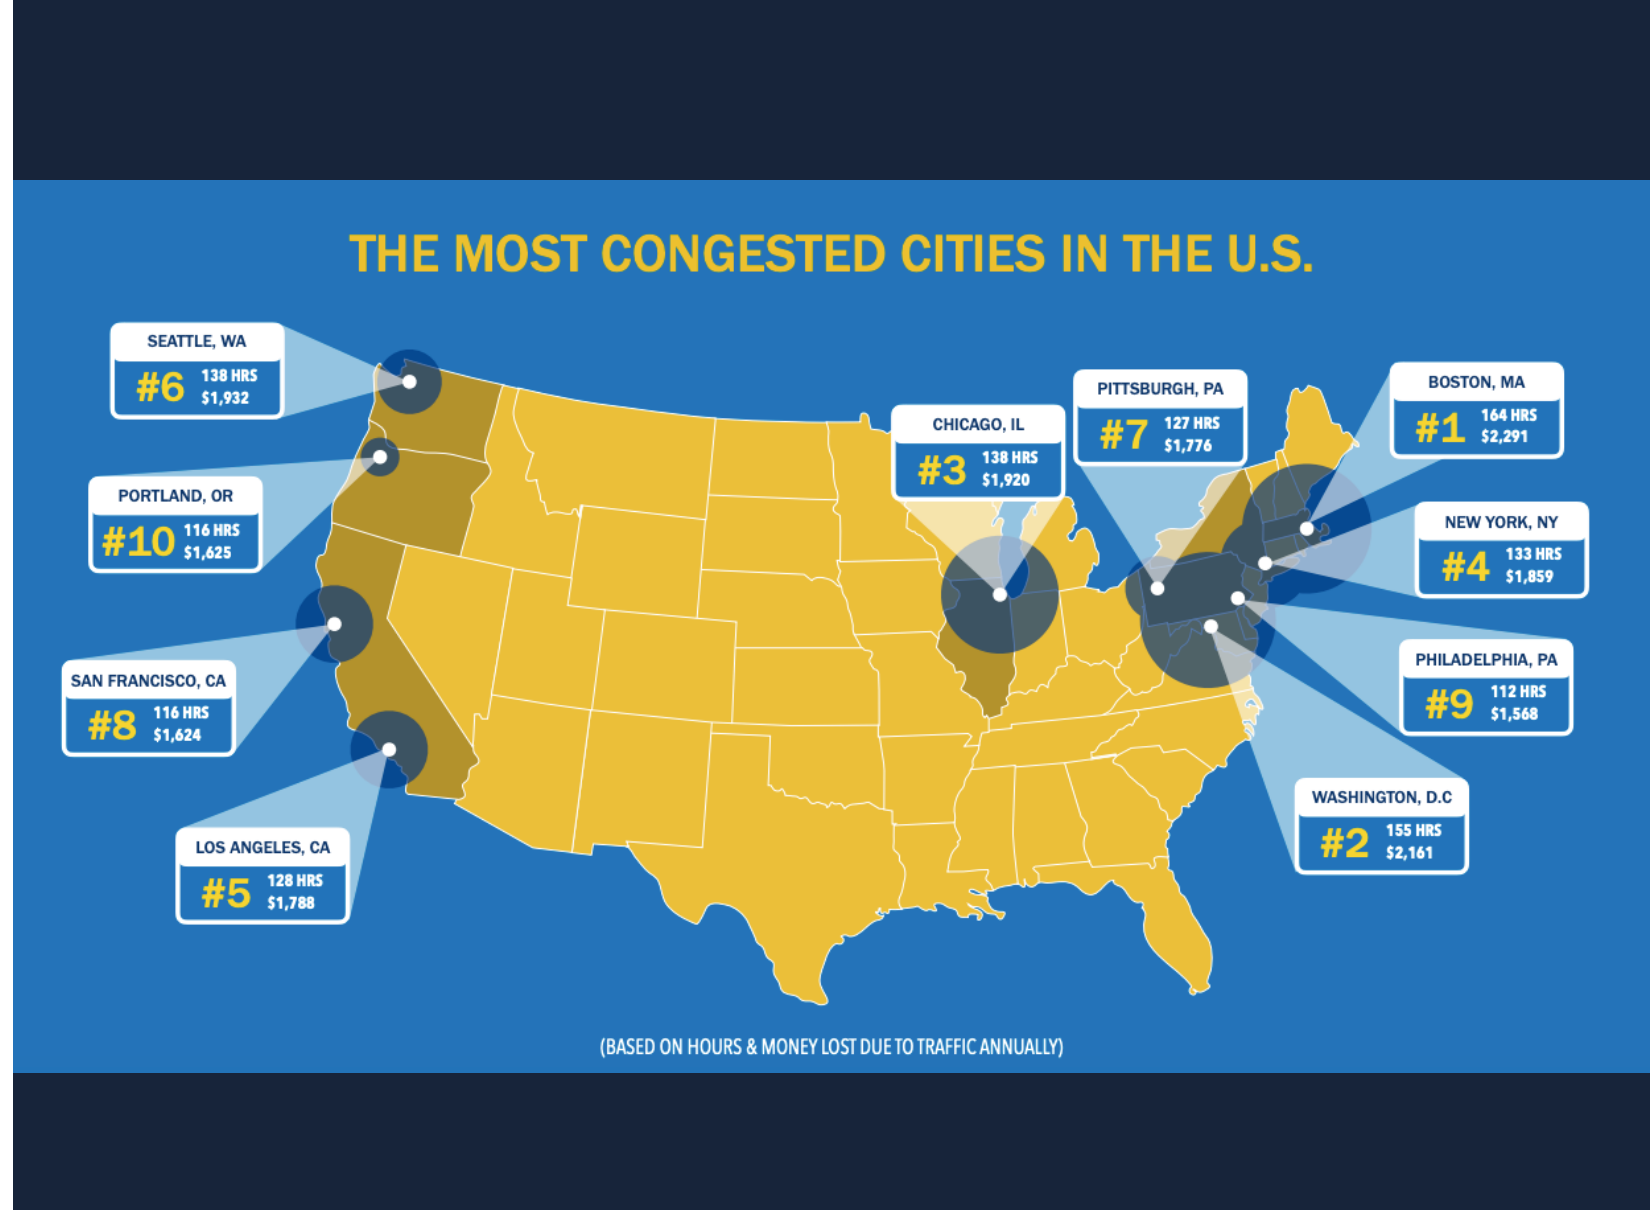 THE MOST CONGESTED CITIES IN THE U.S.
SEATTLE, WA
#6
138 HRS
$1,932
PORTLAND, OR
#10
116 HRS
$1,625
SAN FRANCISCO, CA
#8
116 HRS
$1,624
LOS ANGELES, CA
#5
128 HRS
$1,788
CHICAGO, IL
#3
138 HRS
$1,920
PITTSBURGH, PA
#7
127 HRS
$1,776
BOSTON, MA
#1
164 HRS
$2,291
NEW YORK, NY
#4
133 HRS
$1,859
PHILADELPHIA, PA
#9
112 HRS
$1,568
WASHINGTON, D.C
#2
155 HRS
$2,161
(BASED ON HOURS & MONEY LOST DUE TO TRAFFIC ANNUALLY)